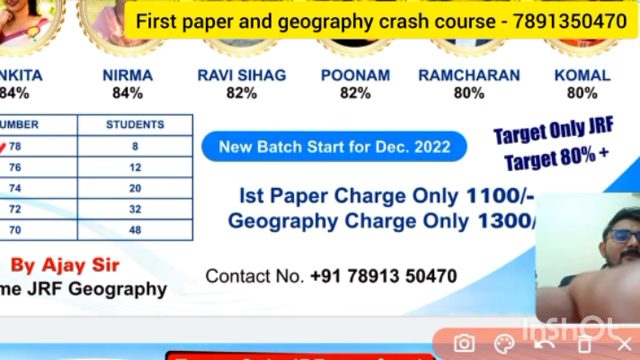 First paper and geography crash course - 7891350470
NKITA NIRMA RAVI SIHAG POONAM RAMCHARAN KOMAL
84% 84% 82% 82% 80% 80%
UMBER STUDENTS
78 8
76 12
74 20
72 32
70 48
New Batch Start for Dec. 2022
Target Only JRF
Target 80% +
Ist Paper Charge Only 1100/-
Geography Charge Only 1300/
By Ajay Sir
me JRF Geography
Contact No. +91 78913 50470
InShOt